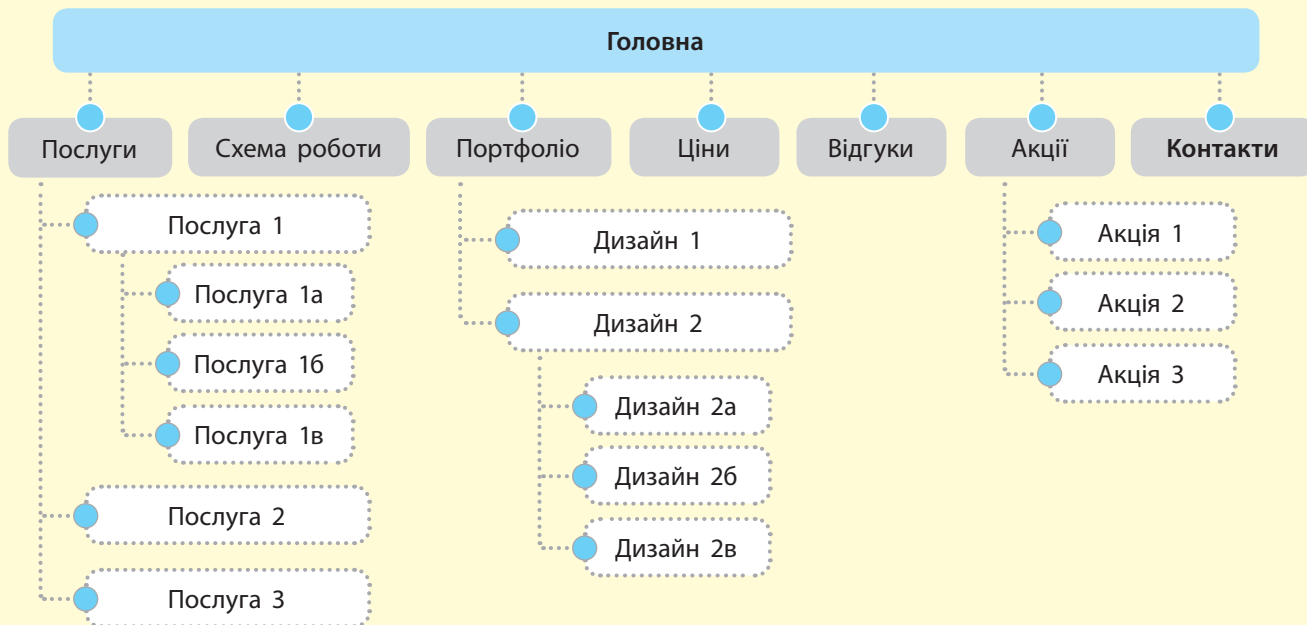 Головна
Послуги
Схема роботи
Портфоліо
Ціни
Відгуки
Акції
Контакти
Послуга 1
Послуга 1а
Послуга 1б
Послуга 1в
Послуга 2
Послуга 3
Дизайн 1
Дизайн 2
Дизайн 2а
Дизайн 2б
Дизайн 2в
Акція 1
Акція 2
Акція 3